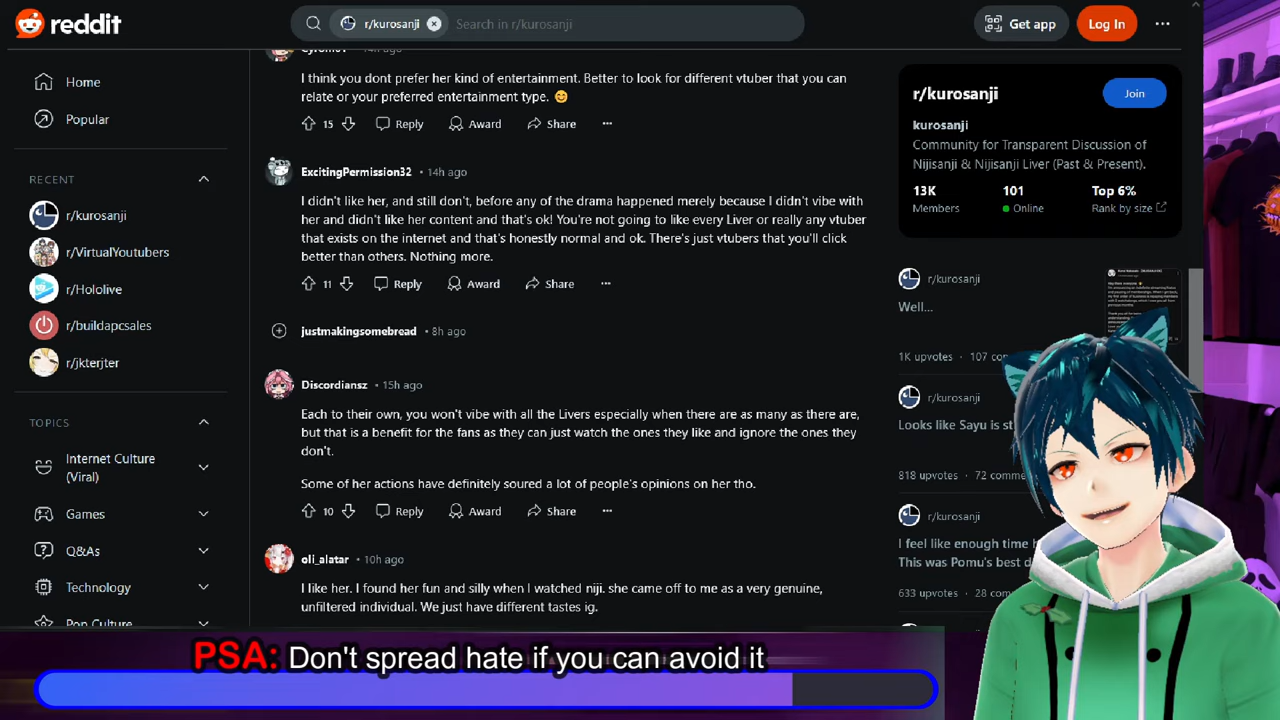 reddit
r/kurosanji
Search in r/kurosanji
Get app
Log In
Home
Popular
RECENT
r/kurosanji
r/VirtualYoutubers
r/Hololive
r/buildapcsales
r/jkterjter
TOPICS
Internet Culture
(Viral)
Games
Q&As
Technology
Pop Culture
14h ago
I think you dont prefer her kind of entertainment. Better to look for different vtuber that you can
relate or your preferred entertainment type. 😊
15
Reply
Award
Share
ExcitingPermission32 • 14h ago
I didn't like her, and still don't, before any of the drama happened merely because I didn't vibe with
her and didn't like her content and that's ok! You're not going to like every Liver or really any vtuber
that exists on the internet and that's honestly normal and ok. There's just vtubers that you'll click
better than others. Nothing more.
11
Reply
Award
Share
justmakingsomebread • 8h ago
Discordiansz • 15h ago
Each to their own, you won't vibe with all the Livers especially when there are as many as there are,
but that is a benefit for the fans as they can just watch the ones they like and ignore the ones they
don't.
Some of her actions have definitely soured a lot of people's opinions on her tho.
10
Reply
Award
Share
oli_alatar • 10h ago
I like her. I found her fun and silly when I watched niji. she came off to me as a very genuine,
unfiltered individual. We just have different tastes ig.
r/kurosanji
Join
kurosanji
Community for Transparent Discussion of
Nijisanji & Nijisanji Liver (Past & Present).
13K
101
Top 6%
Members
Online
Rank by size
r/kurosanji
Well...
1K upvotes • 107
r/kurosanji
Looks like Sayu is
818 upvotes • 72
r/kurosanji
I feel like enough time
This was Pomu's best
633 upvotes • 28
PSA: Don't spread hate if you can avoid it